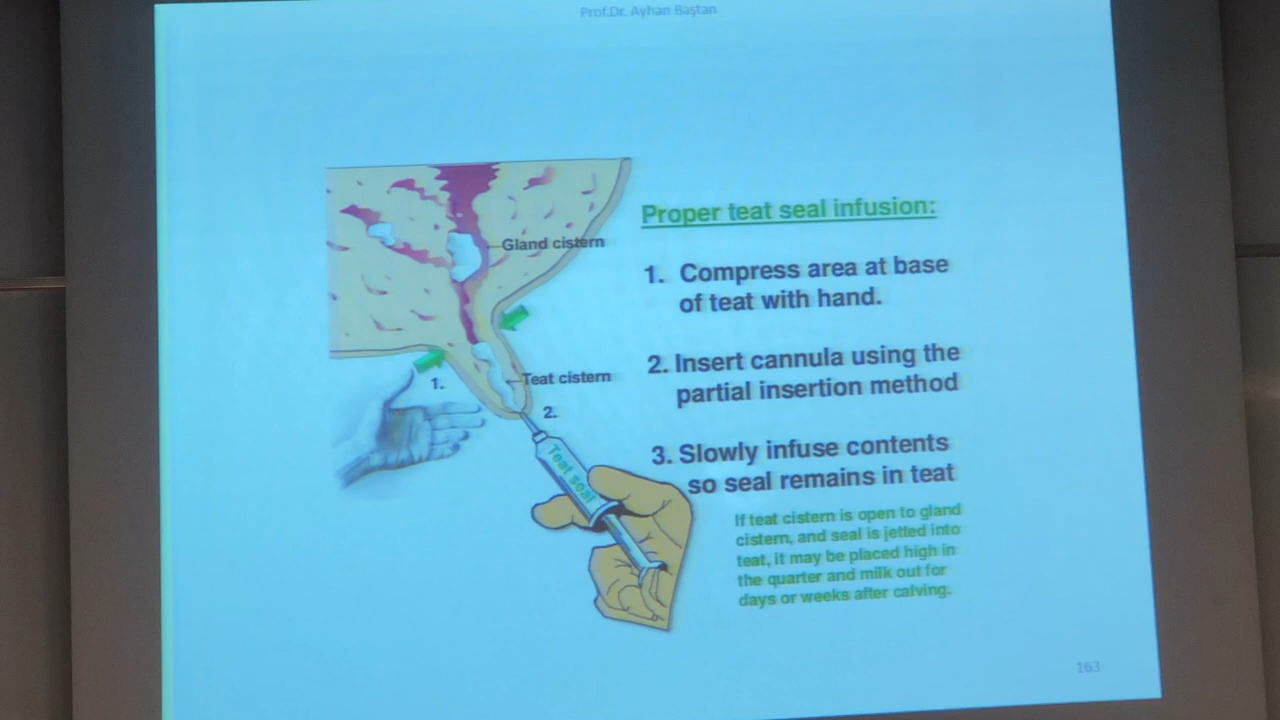 Prof.Dr. Ayhan Baştan
Gland cistern
Teat cistern
1.
2.
Teat seal
Proper teat seal infusion:
1. Compress area at base
of teat with hand.
2. Insert cannula using the
partial insertion method
3. Slowly infuse contents
so seal remains in teat
If teat cistern is open to gland
cistern, and seal is jetted into
teat, it may be placed high in
the quarter and milk out for
days or weeks after calving.
163